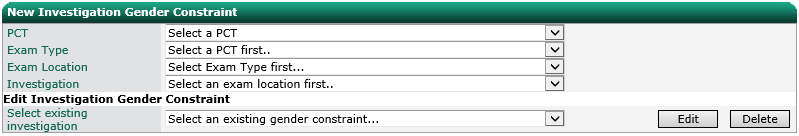 New Investigation Gender Constraint
PCT Select a PCT
Exam Type Select a PCT first..
Exam Location Select Exam Type first...
Investigation Select an exam location first..
Edit Investigation Gender Constraint
Select existing
investigation Select an existing gender constraint... Edit Delete